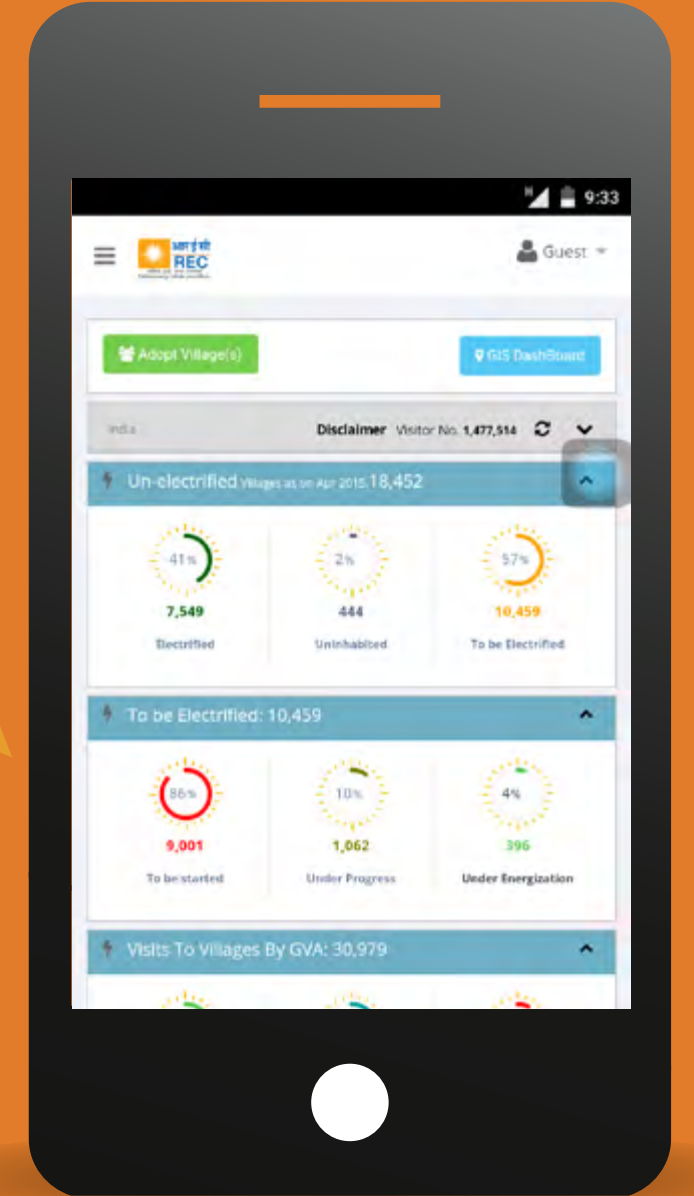 H 9:33
आर ई सी
REC
Guest
Adopt Village(s) GIS DashBoard
India Disclaimer Visitor No. 1,477,514
Un-electrified Villages as on Apr 2015: 18,452
41% 2% 57%
7,549 444 10,459
Electrified Uninhabited To be Electrified
To be Electrified: 10,459
86% 10% 4%
9,001 1,062 396
To be started Under Progress Under Energization
Visits To Villages By GVA: 30,979